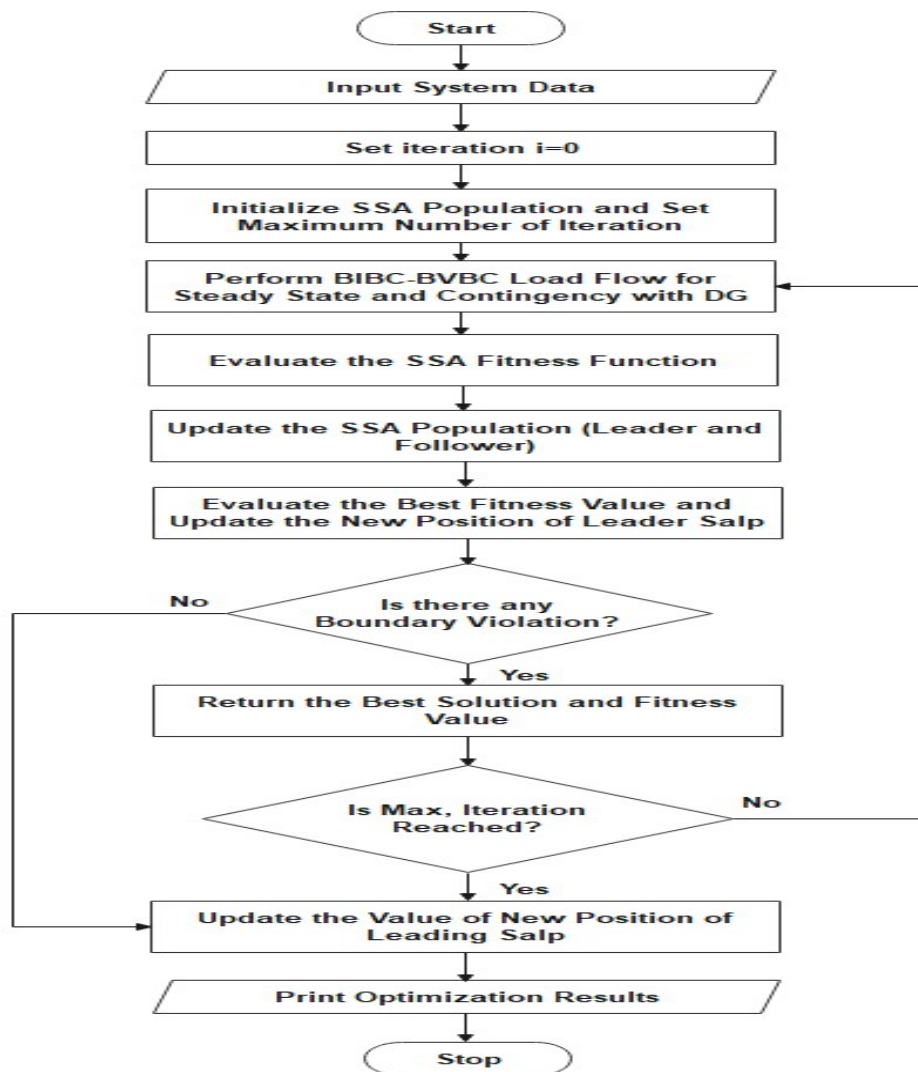 Start
Input System Data
Set iteration i=0
Initialize SSA Population and Set
Maximum Number of Iteration
Perform BIBC-BVBC Load Flow for
Steady State and Contingency with DG
Evaluate the SSA Fitness Function
Update the SSA Population (Leader and
Follower)
Evaluate the Best Fitness Value and
Update the New Position of Leader Salp
No
Is there any
Boundary Violation?
Yes
Return the Best Solution and Fitness
Value
Is Max, Iteration
Reached?
No
Yes
Update the Value of New Position of
Leading Salp
Print Optimization Results
Stop